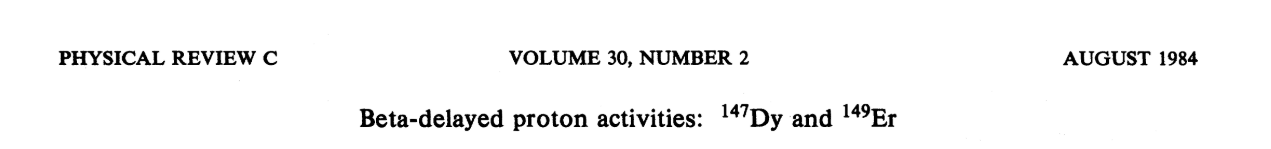 PHYSICAL REVIEW C VOLUME 30, NUMBER 2 AUGUST 1984
Beta-delayed proton activities: ¹⁴⁷Dy and ¹⁴⁹Er